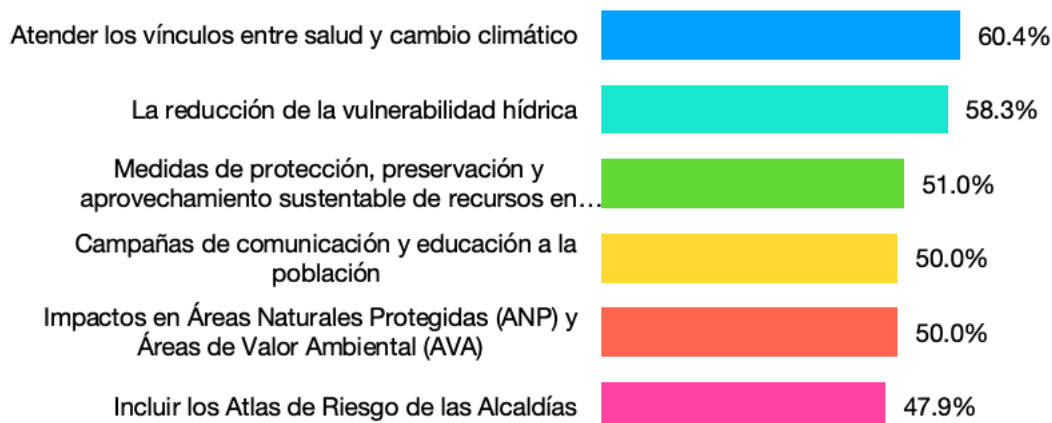 Atender los vínculos entre salud y cambio climático 60.4%
La reducción de la vulnerabilidad hídrica 58.3%
Medidas de protección, preservación y
aprovechamiento sustentable de recursos en… 51.0%
Campañas de comunicación y educación a la
población 50.0%
Impactos en Áreas Naturales Protegidas (ANP) y
Áreas de Valor Ambiental (AVA) 50.0%
Incluir los Atlas de Riesgo de las Alcaldías 47.9%